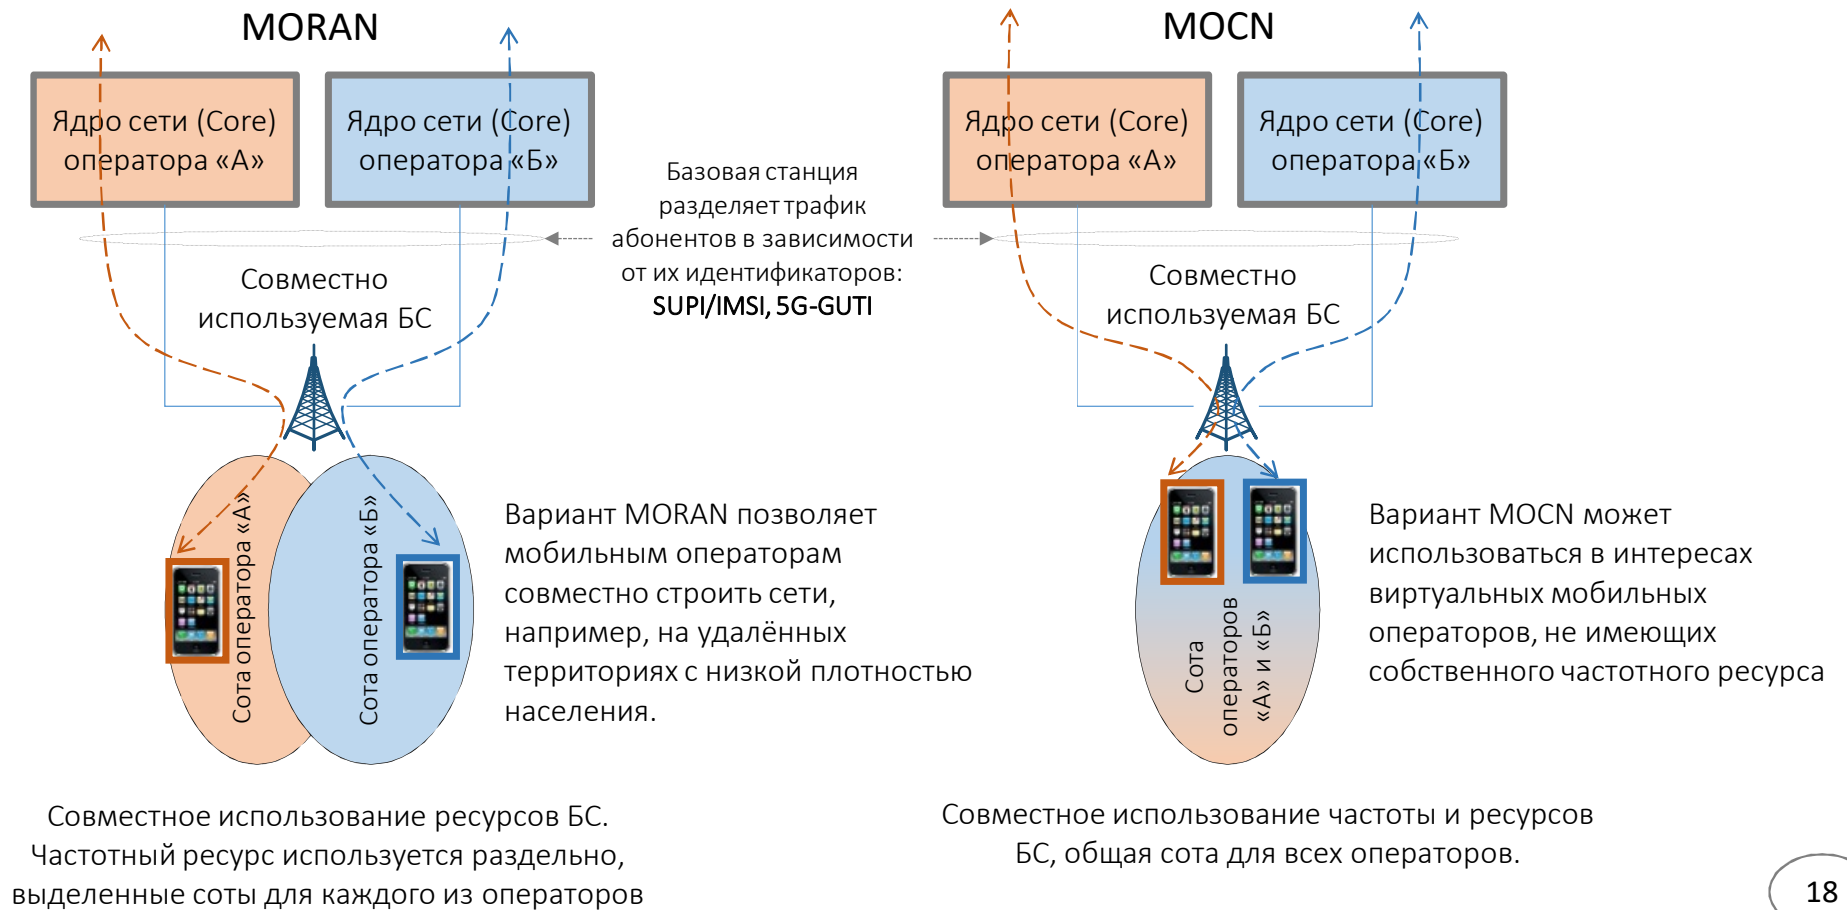 MORAN
Ядро сети (Core)
оператора «А»
Ядро сети (Core)
оператора «Б»
Совместно
используемая БС
Сота оператора «А»
Сота оператора «Б»
Вариант MORAN позволяет
мобильным операторам
совместно строить сети,
например, на удалённых
территориях с низкой плотностью
населения.
Совместное использование ресурсов БС.
Частотный ресурс используется раздельно,
выделенные соты для каждого из операторов
Базовая станция
разделяет трафик
абонентов в зависимости
от их идентификаторов:
SUPI/IMSI, 5G-GUTI
MOCN
Ядро сети (Core)
оператора «А»
Ядро сети (Core)
оператора «Б»
Совместно
используемая БС
Сота
операторов
«А» и «Б»
Вариант MOCN может
использоваться в интересах
виртуальных мобильных
операторов, не имеющих
собственного частотного ресурса
Совместное использование частоты и ресурсов
БС, общая сота для всех операторов.
18